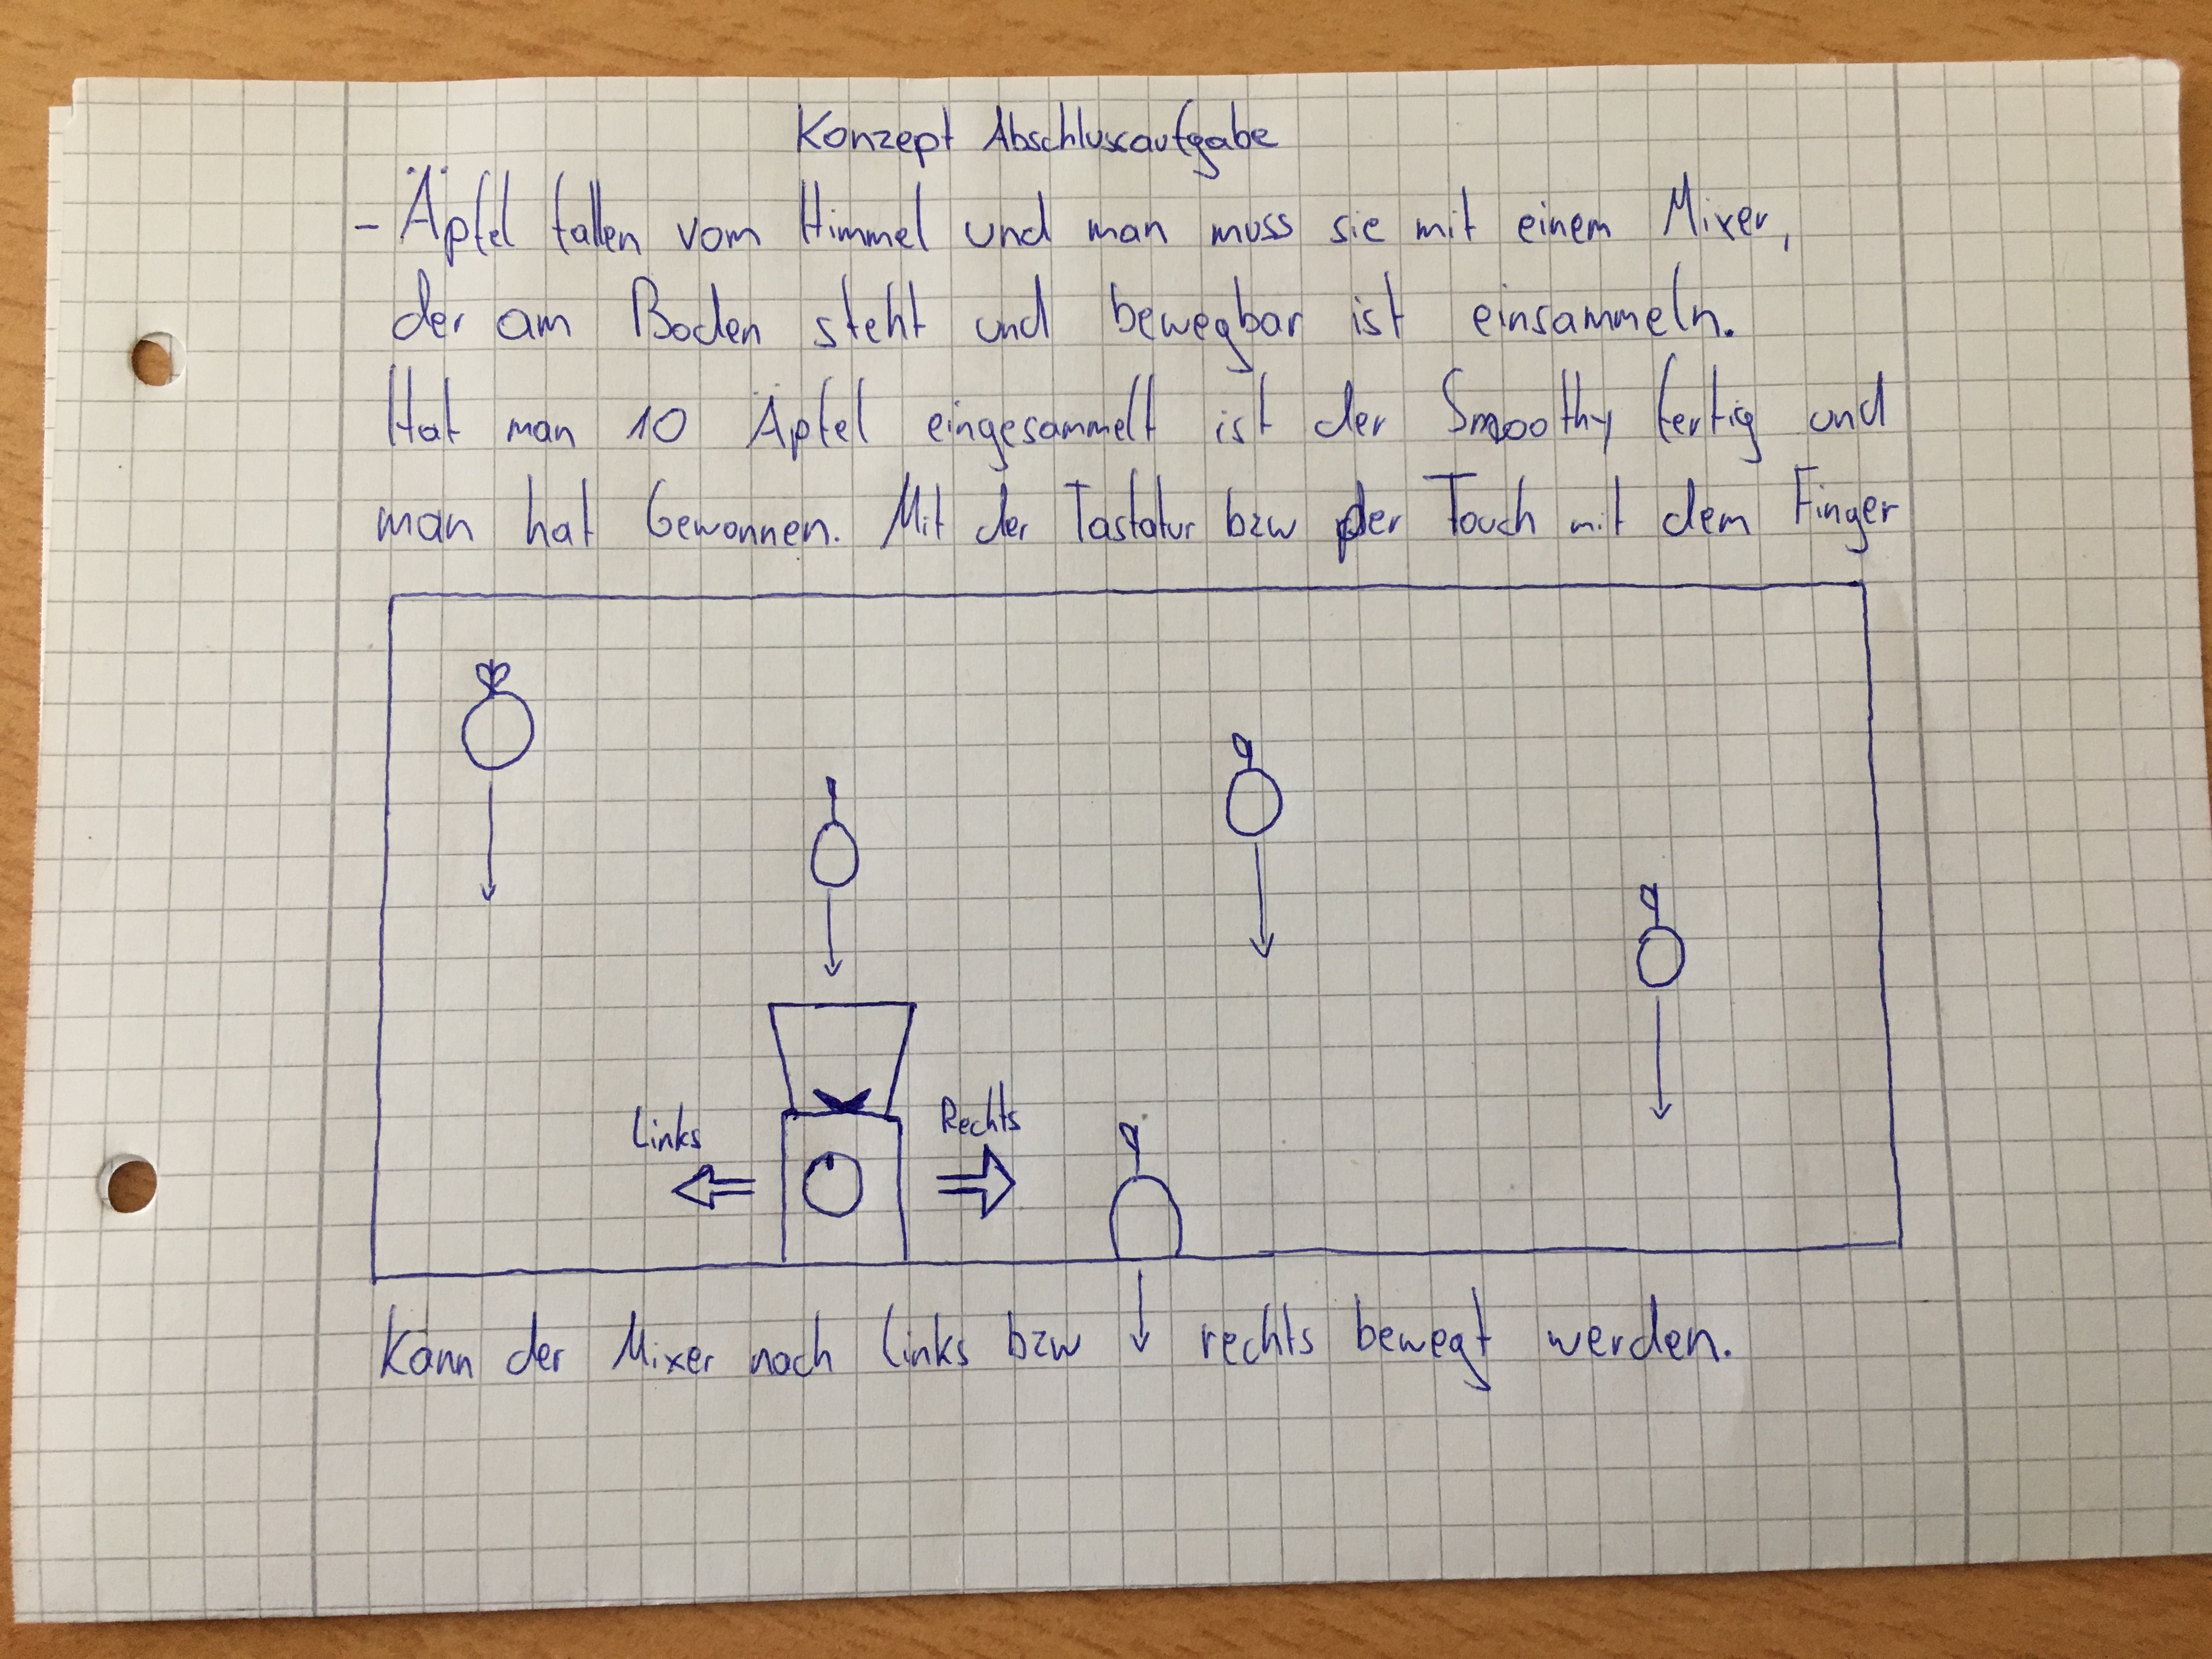 Konzept Abschlussaufgabe
- Äpfel fallen vom Himmel und man muss sie mit einem Mixer,
der am Boden steht und bewegbar ist einsammeln.
Hat man 10 Äpfel eingesammelt ist der Smoothy fertig und
man hat Gewonnen. Mit der Tastatur bzw der Touch mit dem Finger
Links
Rechts
Kann der Mixer nach Links bzw rechts bewegt werden.